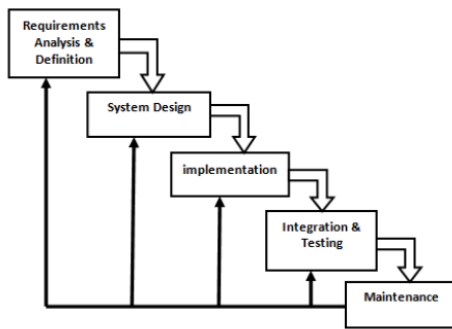 Requirements
Analysis &
Definition
System Design
implementation
Integration &
Testing
Maintenance